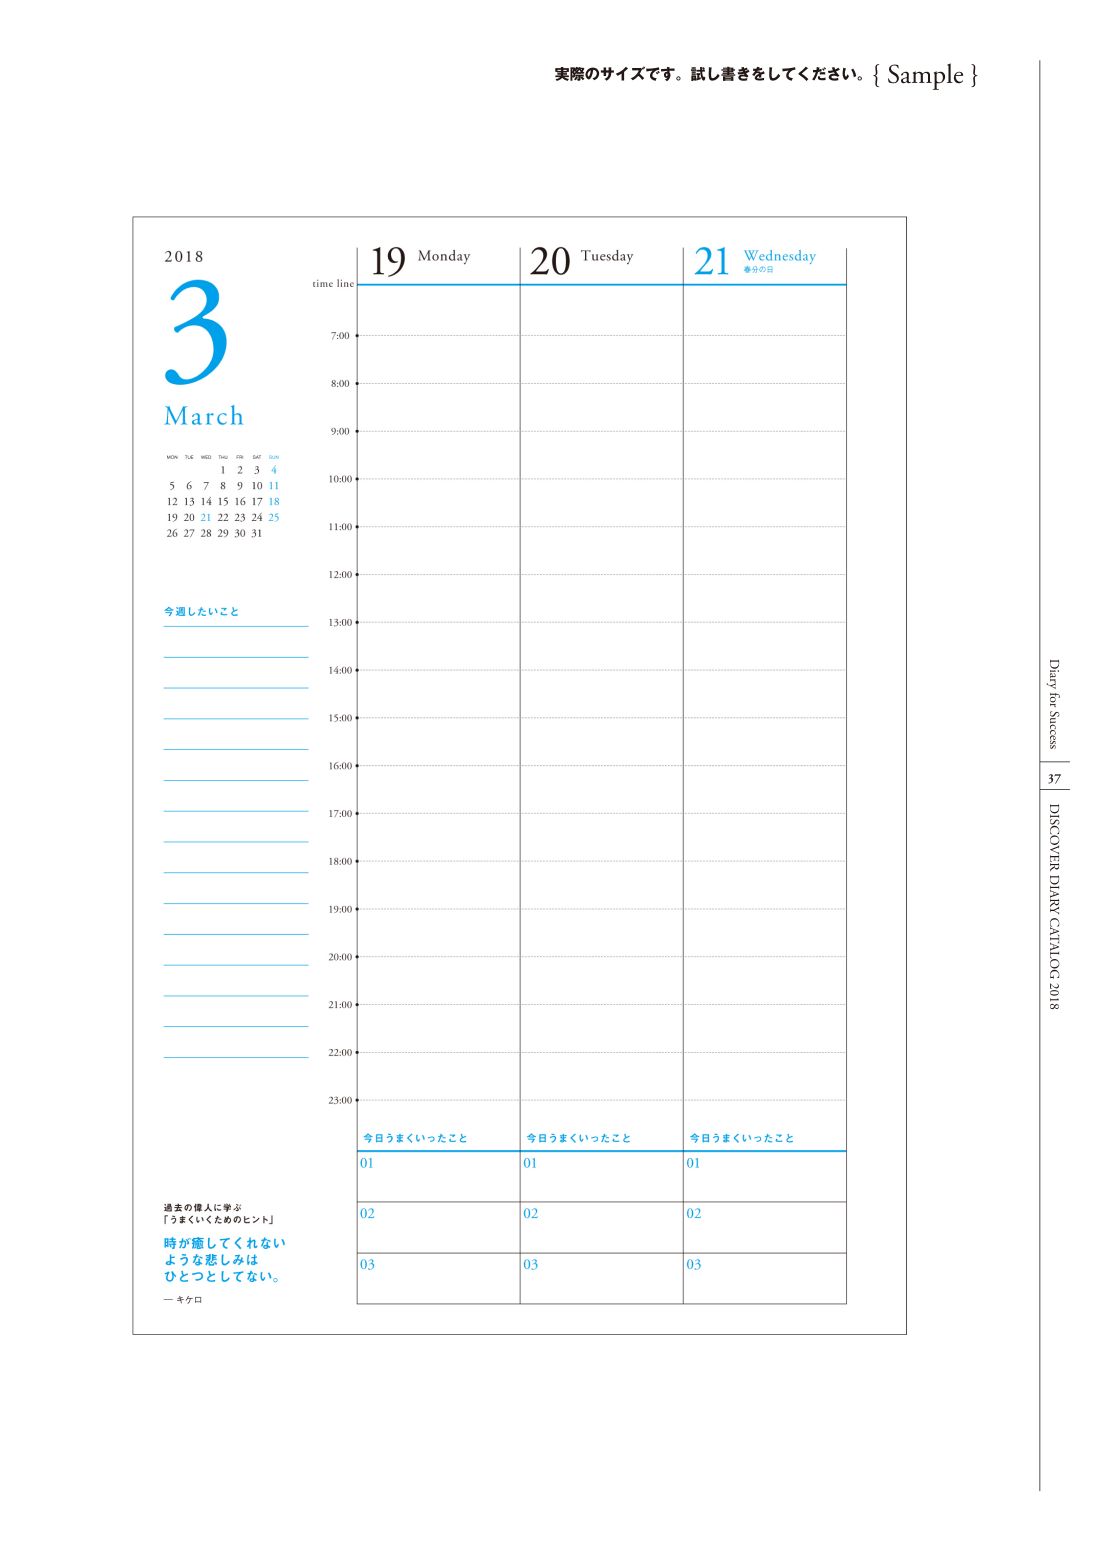 実際のサイズです。試し書きをしてください。{ Sample }
2018
3
March
MON TUE WED THU FRI SAT SUN
1 2 3 4
5 6 7 8 9 10 11
12 13 14 15 16 17 18
19 20 21 22 23 24 25
26 27 28 29 30 31
今週したいこと
過去の偉人に学ぶ
「うまくいくためのヒント」
時が癒してくれない
ような悲しみは
ひとつとしてない。
— キケロ
19 Monday
20 Tuesday
21 Wednesday
春分の日
time line
7:00
8:00
9:00
10:00
11:00
12:00
13:00
14:00
15:00
16:00
17:00
18:00
19:00
20:00
21:00
22:00
23:00
今日うまくいったこと 今日うまくいったこと 今日うまくいったこと
01 01 01
02 02 02
03 03 03
Diary for Success
37
DISCOVER DIARY CATALOG 2018